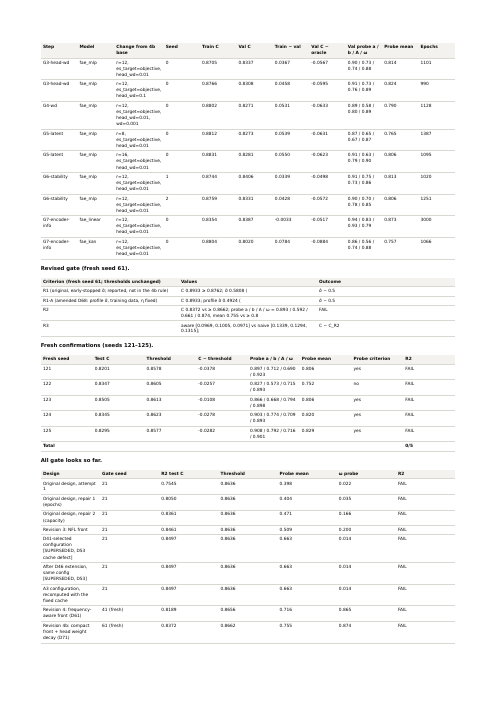 Step Model Change from 4b base Seed Train C Val C Train − val Val C − oracle Val probe a / b / A / ω Probe mean Epochs
G3-head-wd fae_mlp r=12, es_target=objective, head_wd=0.01 0 0.8705 0.8337 0.0367 -0.0567 0.90 / 0.73 / 0.74 / 0.88 0.814 1101
G3-head-wd fae_mlp r=12, es_target=objective, head_wd=0.1 0 0.8766 0.8308 0.0458 -0.0595 0.91 / 0.73 / 0.76 / 0.89 0.824 990
G4-wd fae_mlp r=12, es_target=objective, head_wd=0.01, wd=0.001 0 0.8802 0.8271 0.0531 -0.0633 0.89 / 0.58 / 0.80 / 0.89 0.790 1128
G5-latent fae_mlp r=8, es_target=objective, head_wd=0.01 0 0.8812 0.8273 0.0539 -0.0631 0.87 / 0.65 / 0.67 / 0.87 0.765 1387
G5-latent fae_mlp r=16, es_target=objective, head_wd=0.01 0 0.8831 0.8281 0.0550 -0.0623 0.91 / 0.63 / 0.79 / 0.90 0.806 1095
G6-stability fae_mlp r=12, es_target=objective, head_wd=0.01 1 0.8744 0.8406 0.0339 -0.0498 0.91 / 0.75 / 0.73 / 0.86 0.813 1020
G6-stability fae_mlp r=12, es_target=objective, head_wd=0.01 2 0.8759 0.8331 0.0428 -0.0572 0.90 / 0.70 / 0.78 / 0.85 0.806 1251
G7-encoder-info fae_linear r=12, es_target=objective, head_wd=0.01 0 0.8354 0.8387 -0.0033 -0.0517 0.94 / 0.83 / 0.93 / 0.79 0.873 3000
G7-encoder-info fae_kae r=12, es_target=objective, head_wd=0.01 0 0.8804 0.8020 0.0784 -0.0884 0.86 / 0.56 / 0.74 / 0.88 0.757 1066
Revised gate (fresh seed 61).
Criterion (fresh seed 61; thresholds unchanged) Values Outcome
R1 (original, early-stopped d̂; reported, not in the 4b rule) C 0.8933 ≥ 0.8762; d̂ 0.5808 ( d̂ − 0.5
R1-A (amended D68: profile d̂, training data, η fixed) C 0.8933; profile d̂ 0.4924 ( d̂ − 0.5
R2 C 0.8372 vs ≥ 0.8662; probe a / b / A / ω = 0.893 / 0.592 / 0.661 / 0.874, mean 0.755 vs ≥ 0.8 FAIL
R3 aware [0.0969, 0.1005, 0.0971] vs naive [0.1339, 0.1294, 0.1315]; C − C_R2
Fresh confirmations (seeds 121–125).
Fresh seed Test C Threshold C − threshold Probe a / b / A / ω Probe mean Probe criterion R2
121 0.8201 0.8578 -0.0378 0.897 / 0.712 / 0.690 / 0.923 0.806 yes FAIL
122 0.8347 0.8605 -0.0257 0.827 / 0.573 / 0.715 / 0.893 0.752 no FAIL
123 0.8505 0.8613 -0.0108 0.866 / 0.668 / 0.794 / 0.898 0.806 yes FAIL
124 0.8345 0.8623 -0.0278 0.903 / 0.774 / 0.709 / 0.893 0.820 yes FAIL
125 0.8295 0.8577 -0.0282 0.908 / 0.792 / 0.716 / 0.901 0.829 yes FAIL
Total 0/5
All gate looks so far.
Design Gate seed R2 test C Threshold Probe mean ω probe R2
Original design, attempt 1 21 0.7545 0.8636 0.398 0.022 FAIL
Original design, repair 1 (epochs) 21 0.8050 0.8636 0.404 0.035 FAIL
Original design, repair 2 (capacity) 21 0.8361 0.8636 0.471 0.166 FAIL
Revision 3: NFL front 21 0.8461 0.8636 0.509 0.200 FAIL
D41-selected configuration [SUPERSEDED, D53 cache defect] 21 0.8497 0.8636 0.663 0.014 FAIL
After D46 extension, same config [SUPERSEDED, D53] 21 0.8497 0.8636 0.663 0.014 FAIL
A3 configuration, recomputed with the fixed cache 21 0.8497 0.8636 0.663 0.014 FAIL
Revision 4: frequency-aware front (D61) 41 (fresh) 0.8189 0.8656 0.716 0.865 FAIL
Revision 4b: compact front + head weight decay (D71) 61 (fresh) 0.8372 0.8662 0.755 0.874 FAIL